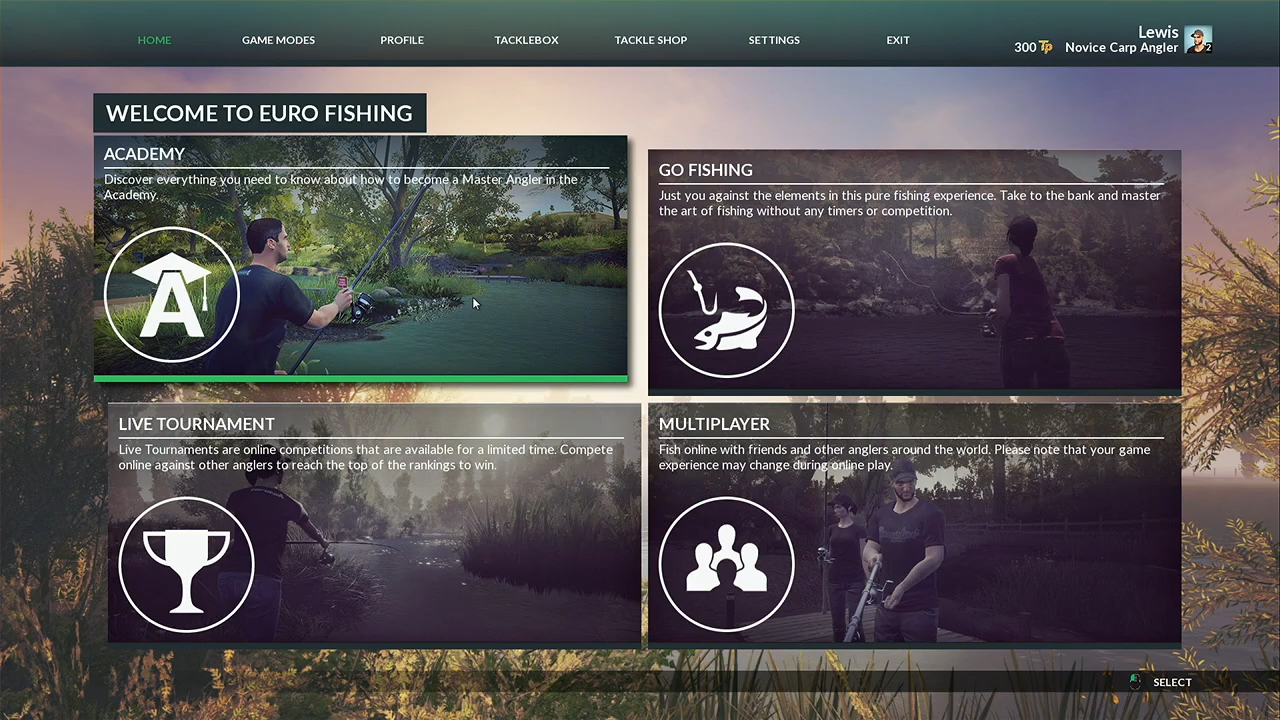 HOME
GAME MODES
PROFILE
TACKLEBOX
TACKLE SHOP
SETTINGS
EXIT
Lewis
300 Tp
Novice Carp Angler
2
WELCOME TO EURO FISHING
ACADEMY
Discover everything you need to know about how to become a Master Angler in the
Academy.
A
GO FISHING
Just you against the elements in this pure fishing experience. Take to the bank and master
the art of fishing without any timers or competition.
LIVE TOURNAMENT
Live Tournaments are online competitions that are available for a limited time. Compete
online against other anglers to reach the top of the rankings to win.
MULTIPLAYER
Fish online with friends and other anglers around the world. Please note that your game
experience may change during online play.
SELECT